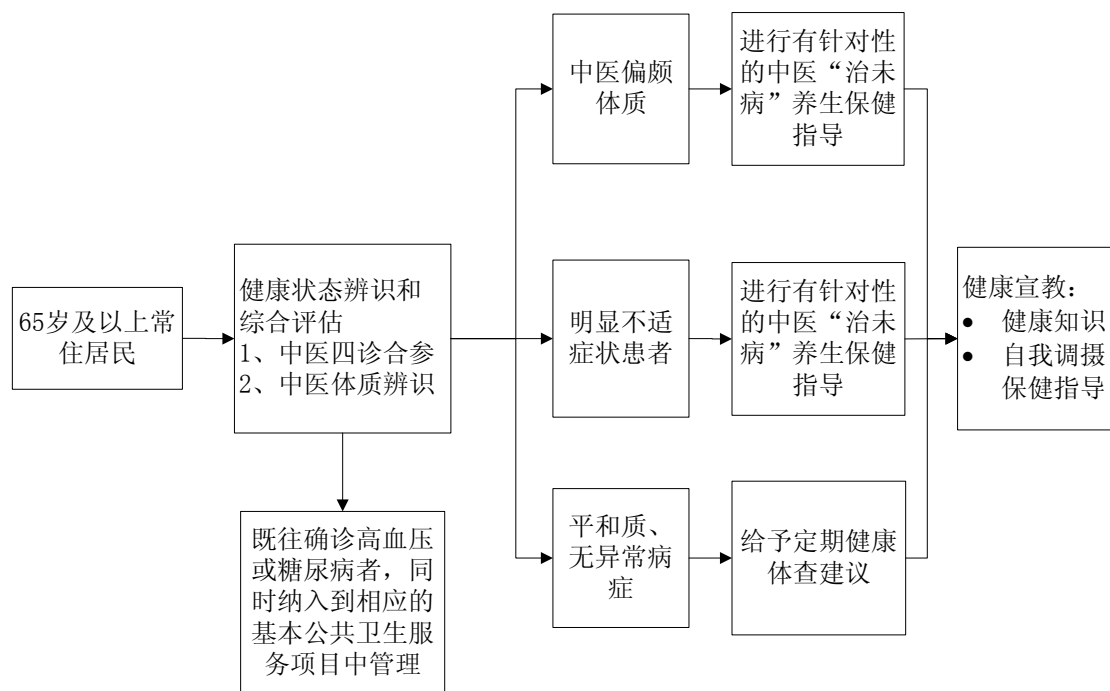 65岁及以上常
住居民
健康状态辨识和
综合评估
1、中医四诊合参
2、中医体质辨识
既往确诊高血压
或糖尿病者，同
时纳入到相应的
基本公共卫生服
务项目中管理
中医偏颇
体质
进行有针对性
的中医“治未
病”养生保健
指导
明显不适
症状患者
进行有针对性
的中医“治未
病”养生保健
指导
平和质、
无异常病
症
给予定期健康
体查建议
健康宣教：
• 健康知识
• 自我调摄
保健指导